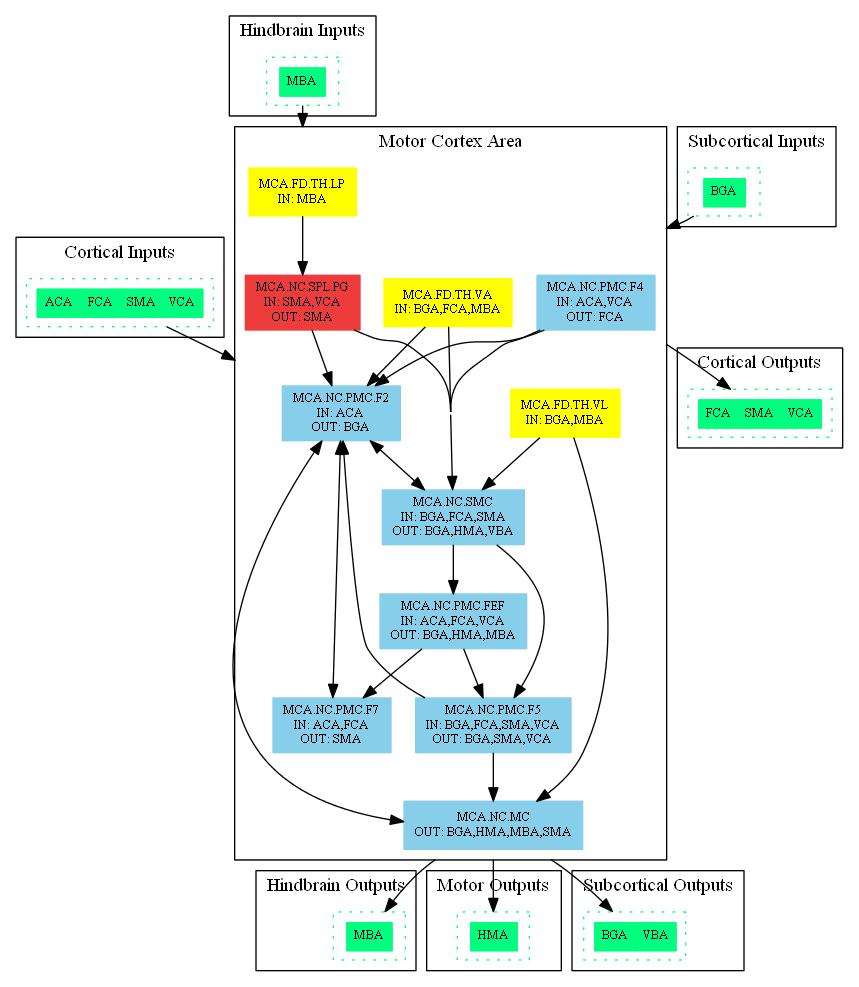 Hindbrain Inputs
MBA
Motor Cortex Area
Subcortical Inputs
BGA
MCA.FD.TH.LP
IN: MBA
Cortical Inputs
ACA FCA SMA VCA
MCA.NC.SPL.PG
IN: SMA,VCA
OUT: SMA
MCA.FD.TH.VA
IN: BGA,FCA,MBA
MCA.NC.PMC.F4
IN: ACA,VCA
OUT: FCA
Cortical Outputs
FCA SMA VCA
MCA.NC.PMC.F2
IN: ACA
OUT: BGA
MCA.FD.TH.VL
IN: BGA,MBA
MCA.NC.SMC
IN: BGA,FCA,SMA
OUT: BGA,HMA,VBA
MCA.NC.PMC.FEF
IN: ACA,FCA,VCA
OUT: BGA,HMA,MBA
MCA.NC.PMC.F7
IN: ACA,FCA
OUT: SMA
MCA.NC.PMC.F5
IN: BGA,FCA,SMA,VCA
OUT: BGA,SMA,VCA
MCA.NC.MC
OUT: BGA,HMA,MBA,SMA
Hindbrain Outputs
MBA
Motor Outputs
HMA
Subcortical Outputs
BGA VBA